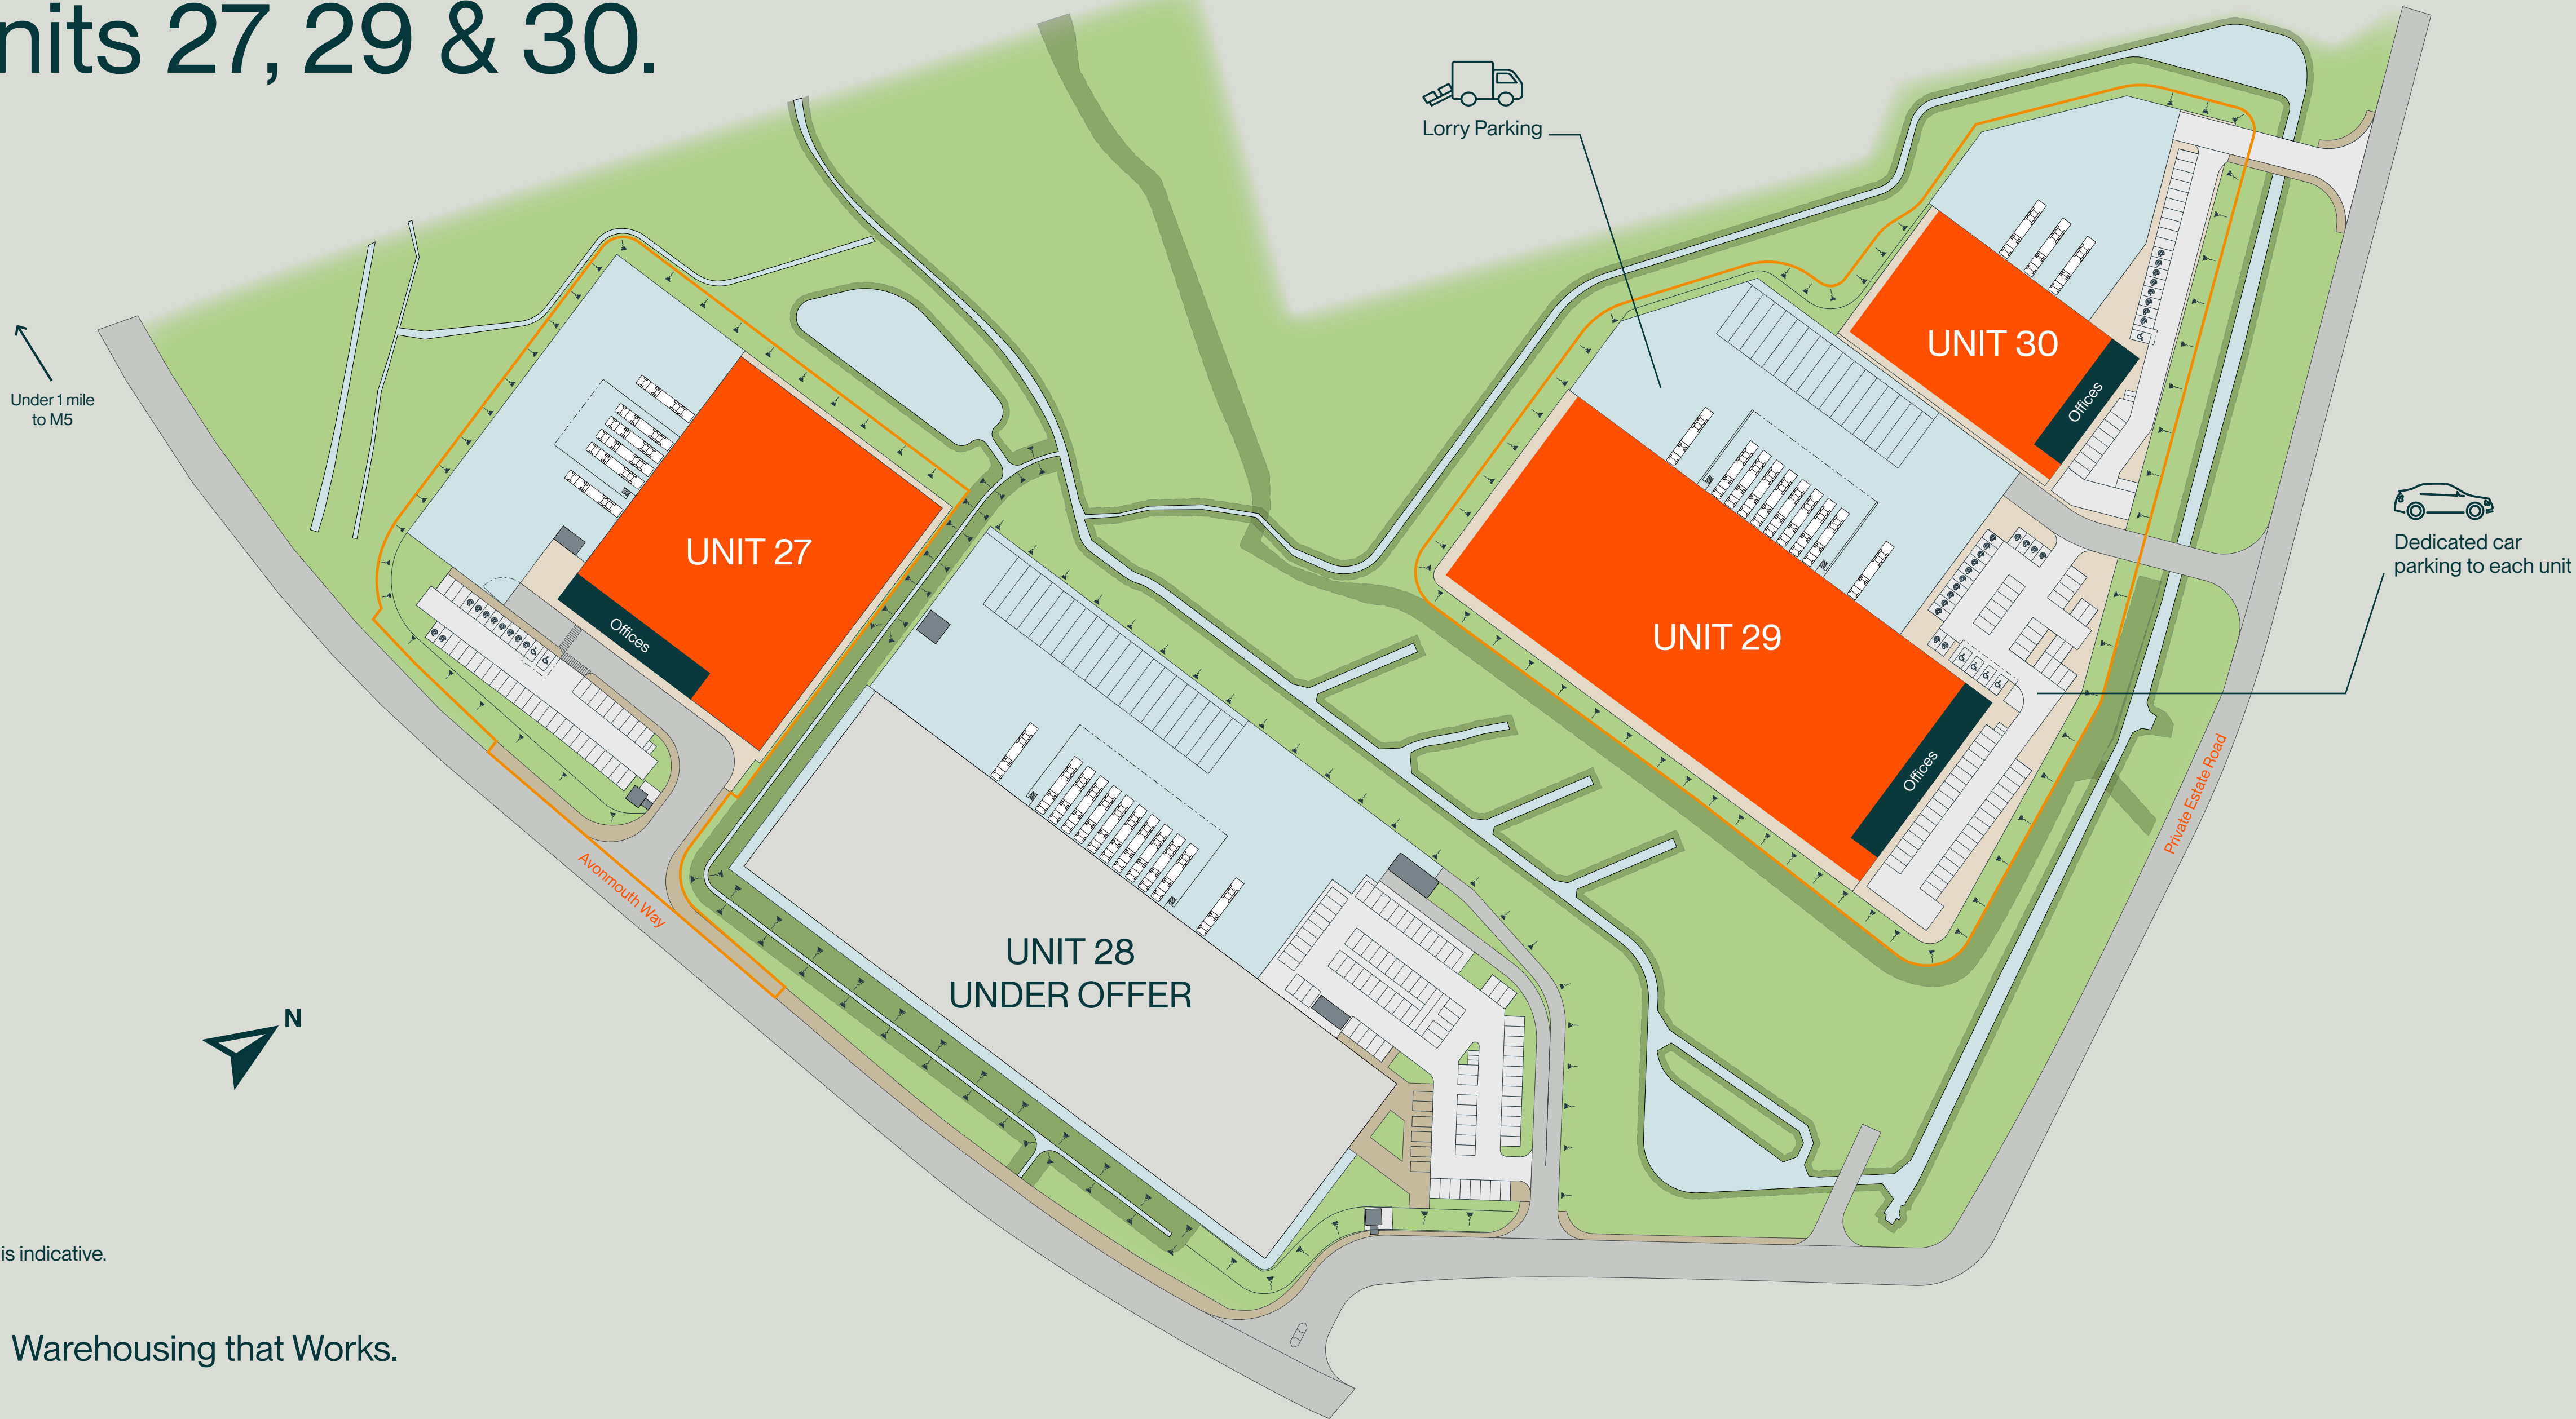 nits 27, 29 & 30.
Lorry Parking
Under 1 mile
to M5
UNIT 30
Offices
UNIT 27
Offices
Dedicated car
parking to each unit
UNIT 29
Offices
Private Estate Road
Avonmouth Way
UNIT 28
UNDER OFFER
N
is indicative.
Warehousing that Works.